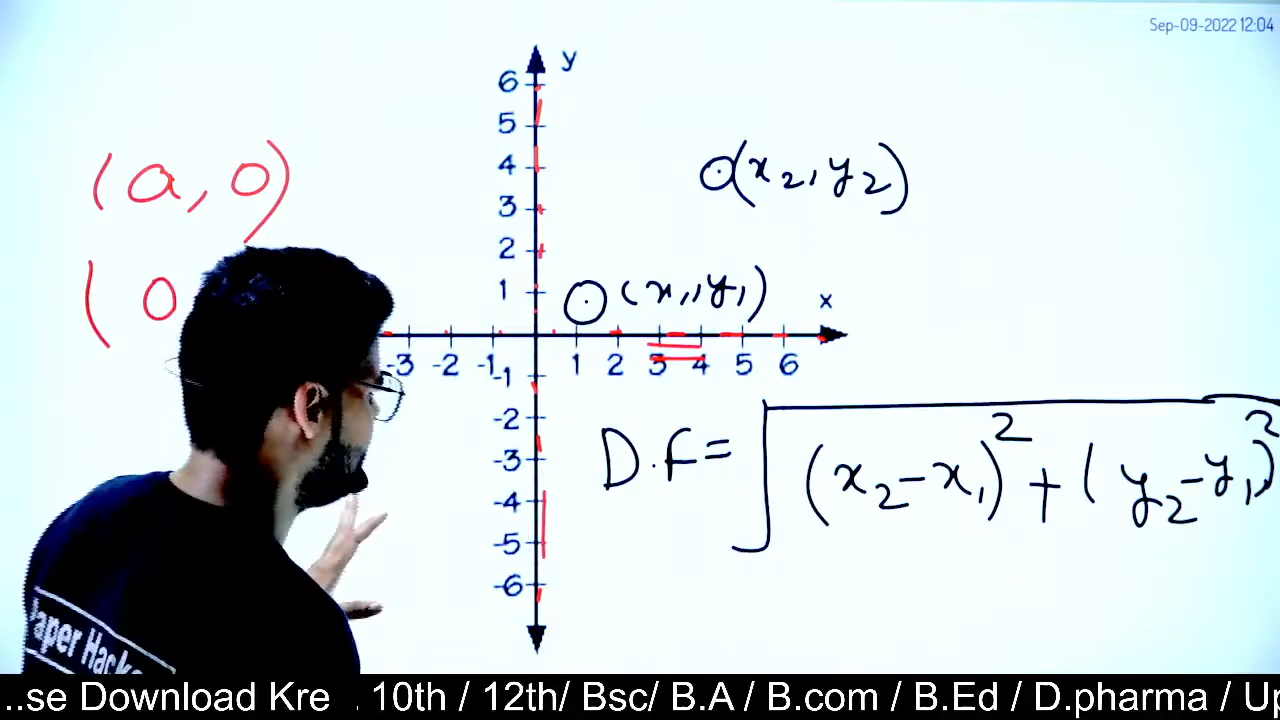 Sep-09-2022 12:04
y
6
5
4
3
2
1
(a, 0)
(x₂, y₂)
( 0
(x₁, y₁)
x
-3 -2 -1 1 2 3 4 5 6
-1
-2
-3
-4
-5
-6
D.F = √(x₂-x₁)² + (y₂-y₁)²
Paper Hacke
..se Download Kre . 10th / 12th/ Bsc/ B.A / B.com / B.Ed / D.pharma / Up